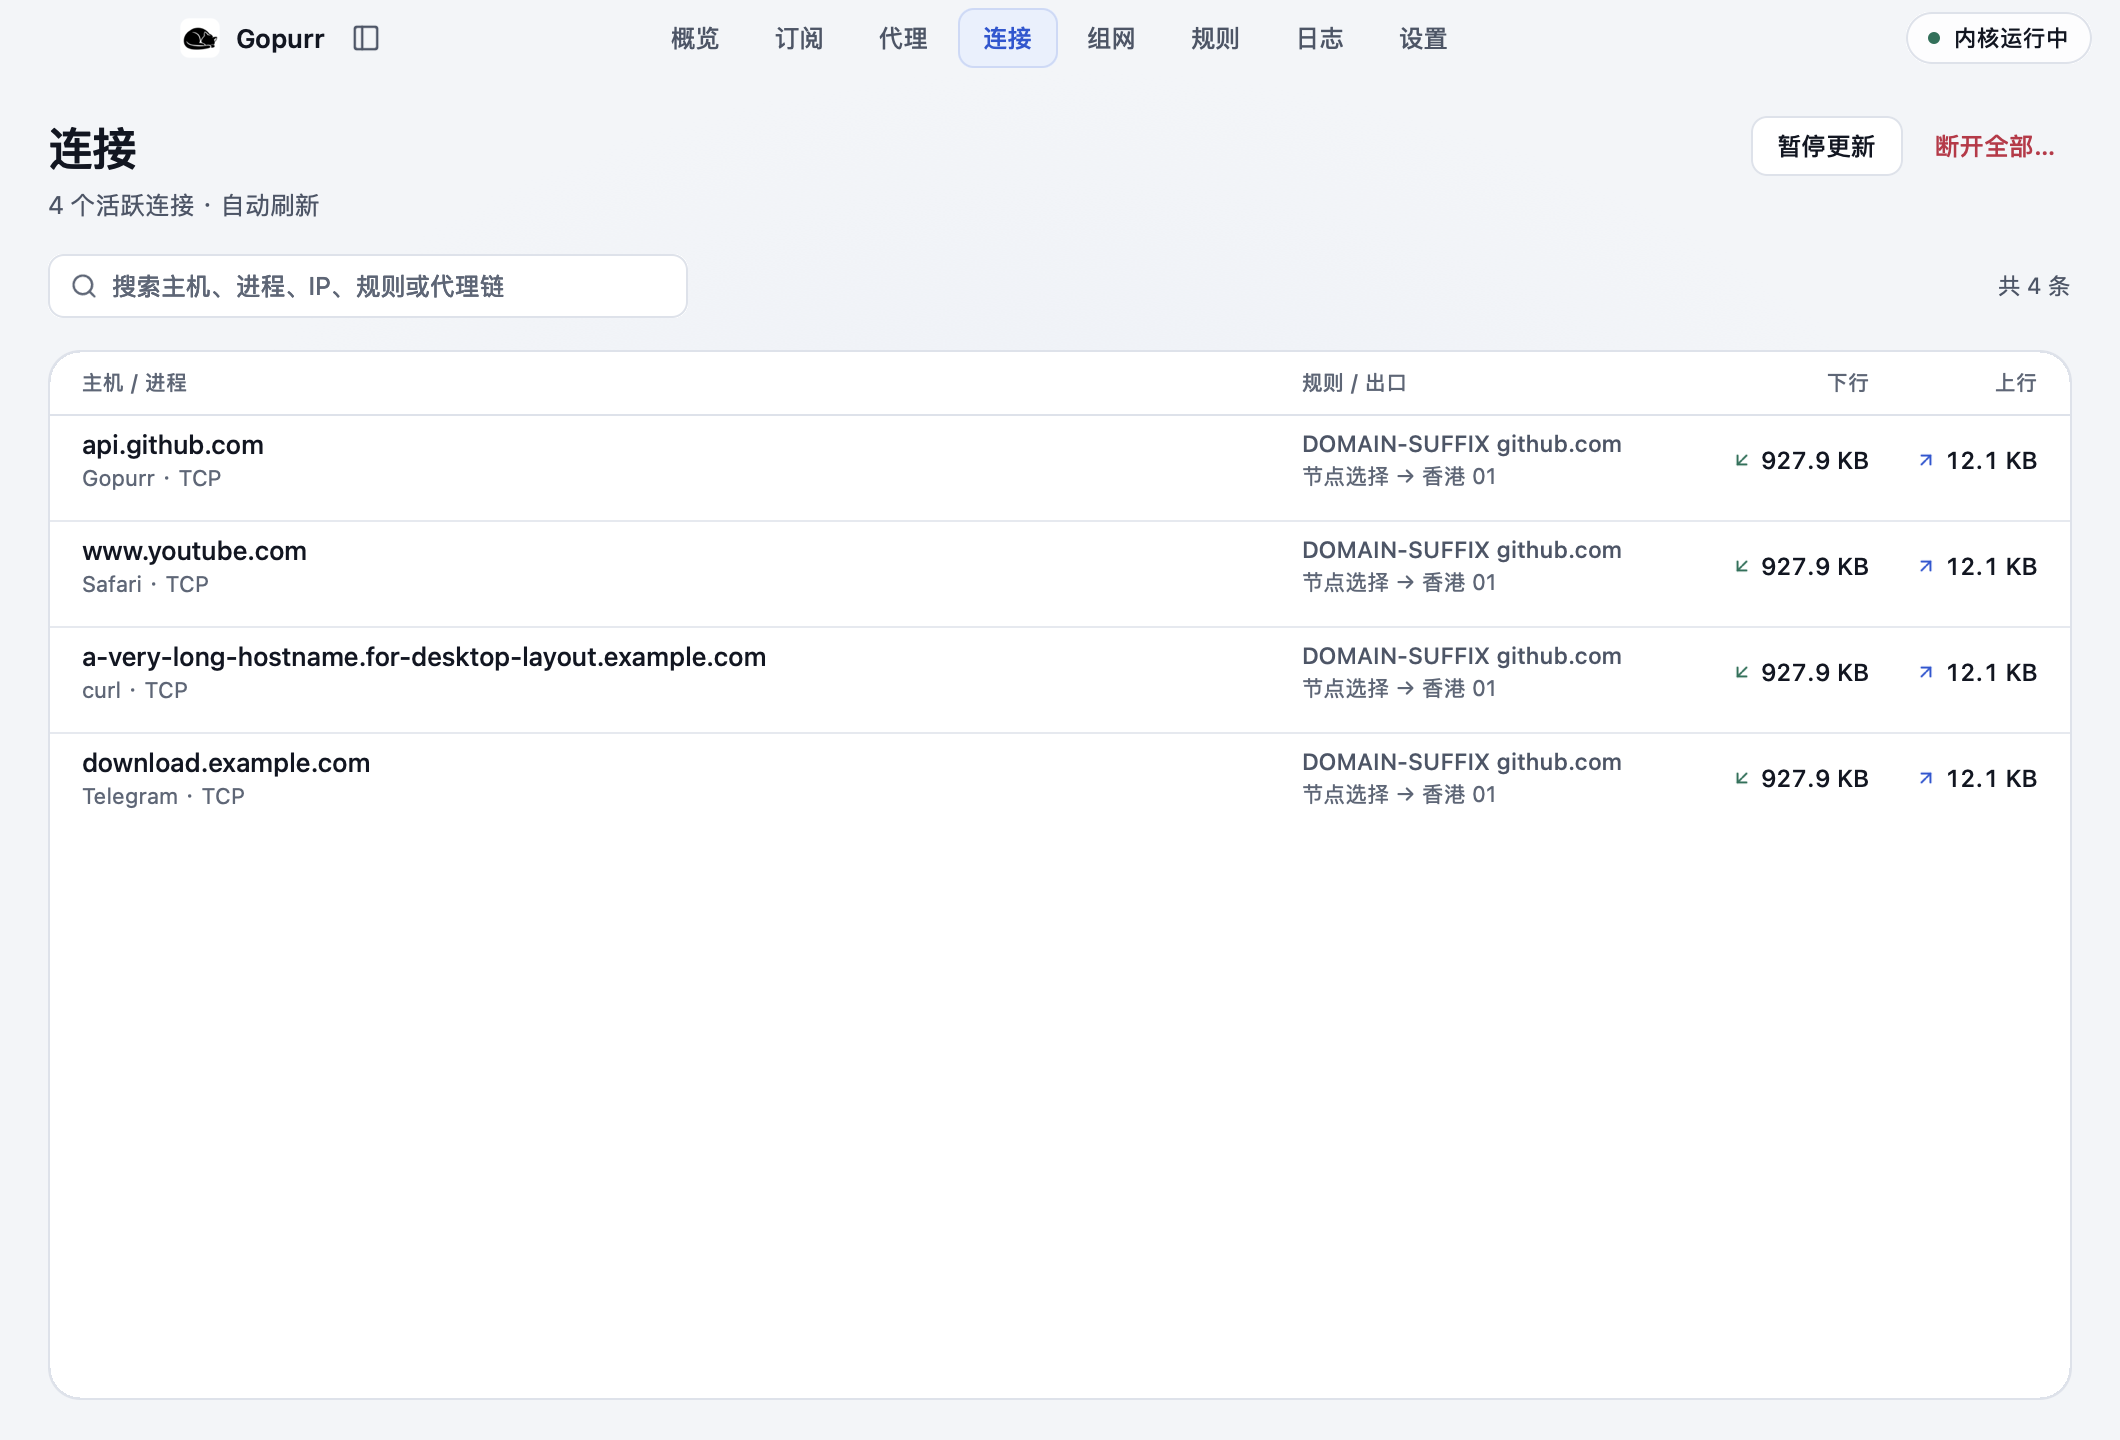 Gopurr
概览 订阅 代理 连接 组网 规则 日志 设置
内核运行中
连接
暂停更新 断开全部...
4 个活跃连接 · 自动刷新
搜索主机、进程、IP、规则或代理链
共 4 条
主机 / 进程 规则 / 出口 下行 上行
api.github.com
Gopurr · TCP
DOMAIN-SUFFIX github.com
节点选择 → 香港 01
↙ 927.9 KB ↗ 12.1 KB
www.youtube.com
Safari · TCP
DOMAIN-SUFFIX github.com
节点选择 → 香港 01
↙ 927.9 KB ↗ 12.1 KB
a-very-long-hostname.for-desktop-layout.example.com
curl · TCP
DOMAIN-SUFFIX github.com
节点选择 → 香港 01
↙ 927.9 KB ↗ 12.1 KB
download.example.com
Telegram · TCP
DOMAIN-SUFFIX github.com
节点选择 → 香港 01
↙ 927.9 KB ↗ 12.1 KB